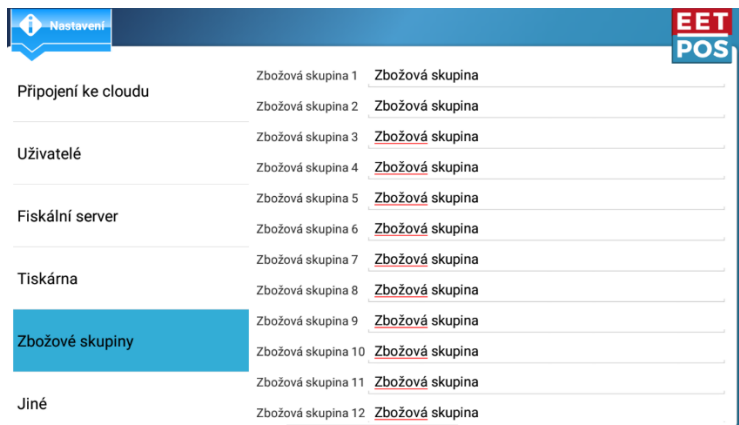 Nastavení
EET
POS
Připojení ke cloudu
Uživatelé
Fiskální server
Tiskárna
Zbožové skupiny
Jiné
Zbožová skupina 1 Zbožová skupina
Zbožová skupina 2 Zbožová skupina
Zbožová skupina 3 Zbožová skupina
Zbožová skupina 4 Zbožová skupina
Zbožová skupina 5 Zbožová skupina
Zbožová skupina 6 Zbožová skupina
Zbožová skupina 7 Zbožová skupina
Zbožová skupina 8 Zbožová skupina
Zbožová skupina 9 Zbožová skupina
Zbožová skupina 10 Zbožová skupina
Zbožová skupina 11 Zbožová skupina
Zbožová skupina 12 Zbožová skupina